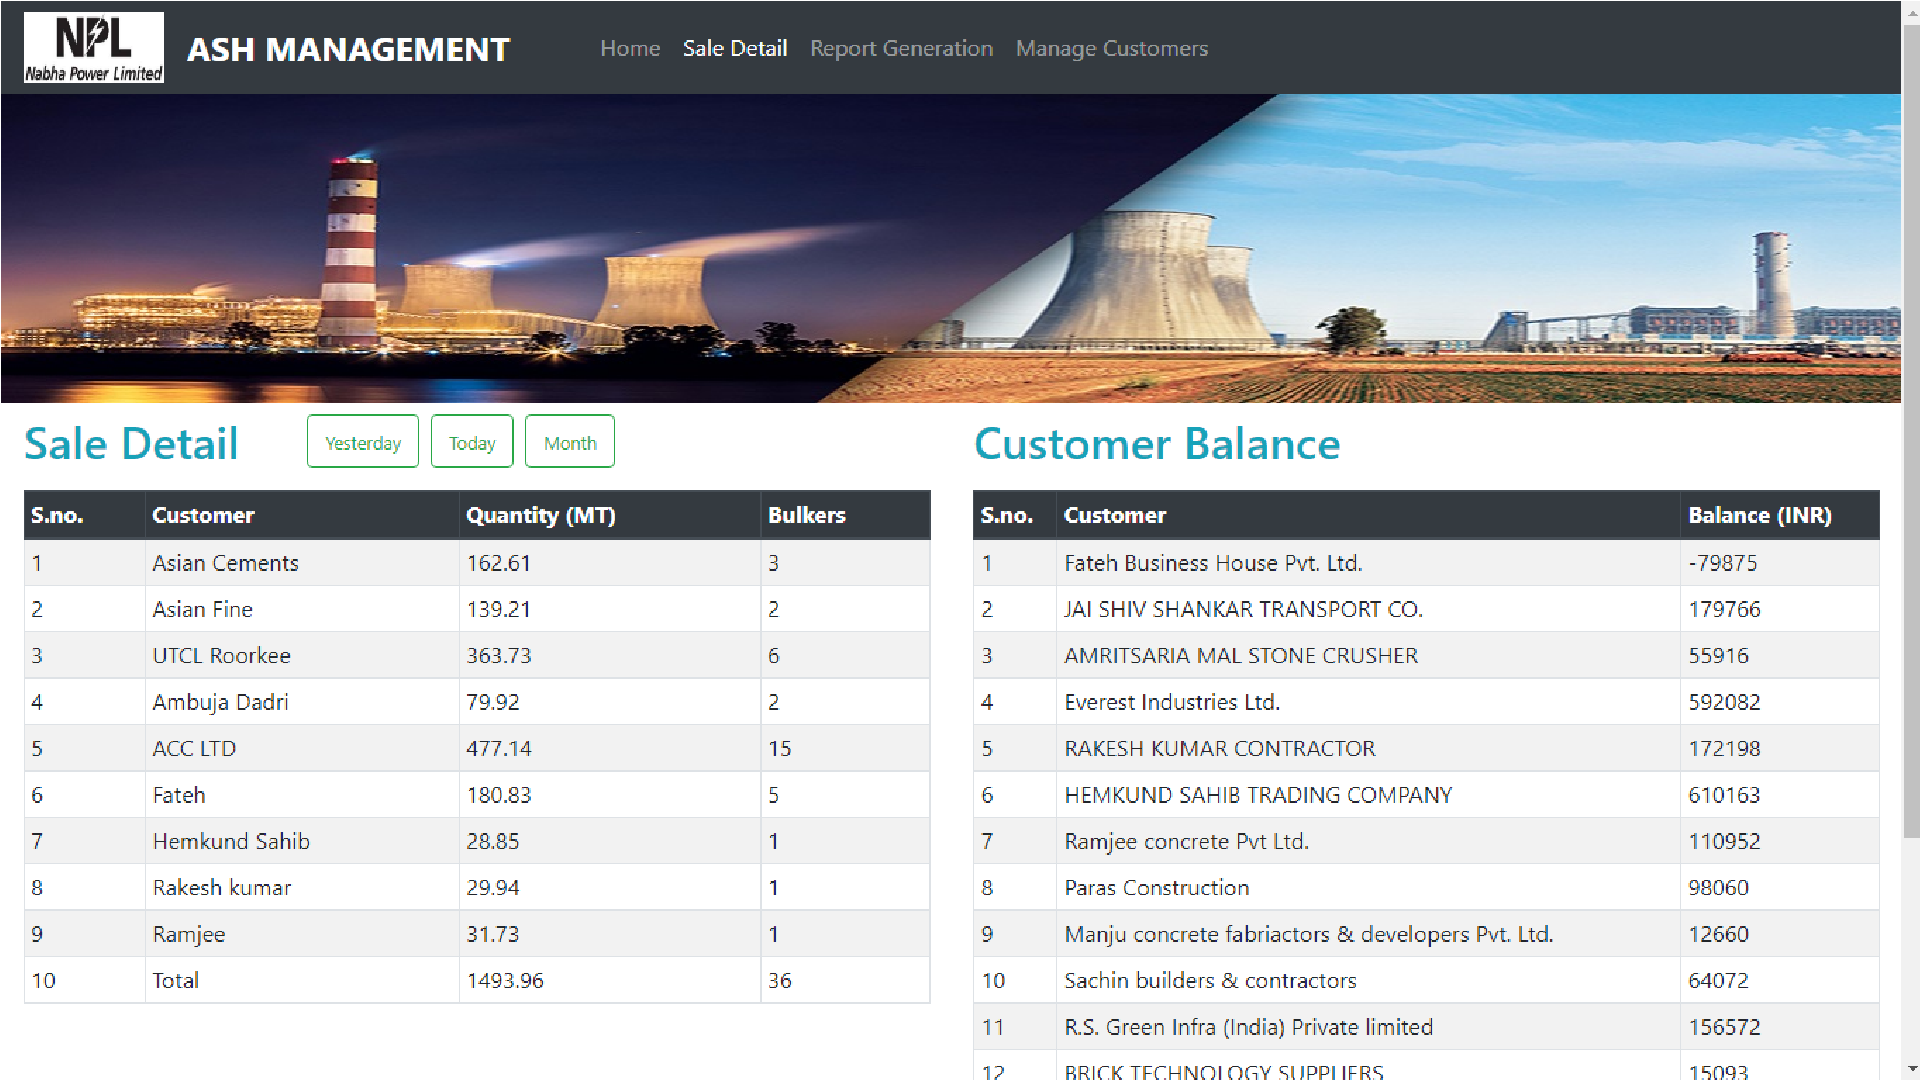 NPL
Nabha Power Limited
ASH MANAGEMENT
Home Sale Detail Report Generation Manage Customers
Sale Detail
Yesterday Today Month
S.no. Customer Quantity (MT) Bulkers
1 Asian Cements 162.61 3
2 Asian Fine 139.21 2
3 UTCL Roorkee 363.73 6
4 Ambuja Dadri 79.92 2
5 ACC LTD 477.14 15
6 Fateh 180.83 5
7 Hemkund Sahib 28.85 1
8 Rakesh kumar 29.94 1
9 Ramjee 31.73 1
10 Total 1493.96 36
Customer Balance
S.no. Customer Balance (INR)
1 Fateh Business House Pvt. Ltd. -79875
2 JAI SHIV SHANKAR TRANSPORT CO. 179766
3 AMRITSARIA MAL STONE CRUSHER 55916
4 Everest Industries Ltd. 592082
5 RAKESH KUMAR CONTRACTOR 172198
6 HEMKUND SAHIB TRADING COMPANY 610163
7 Ramjee concrete Pvt Ltd. 110952
8 Paras Construction 98060
9 Manju concrete fabriactors & developers Pvt. Ltd. 12660
10 Sachin builders & contractors 64072
11 R.S. Green Infra (India) Private limited 156572
12 BRICK TECHNOLOGY SUPPLIERS 15093